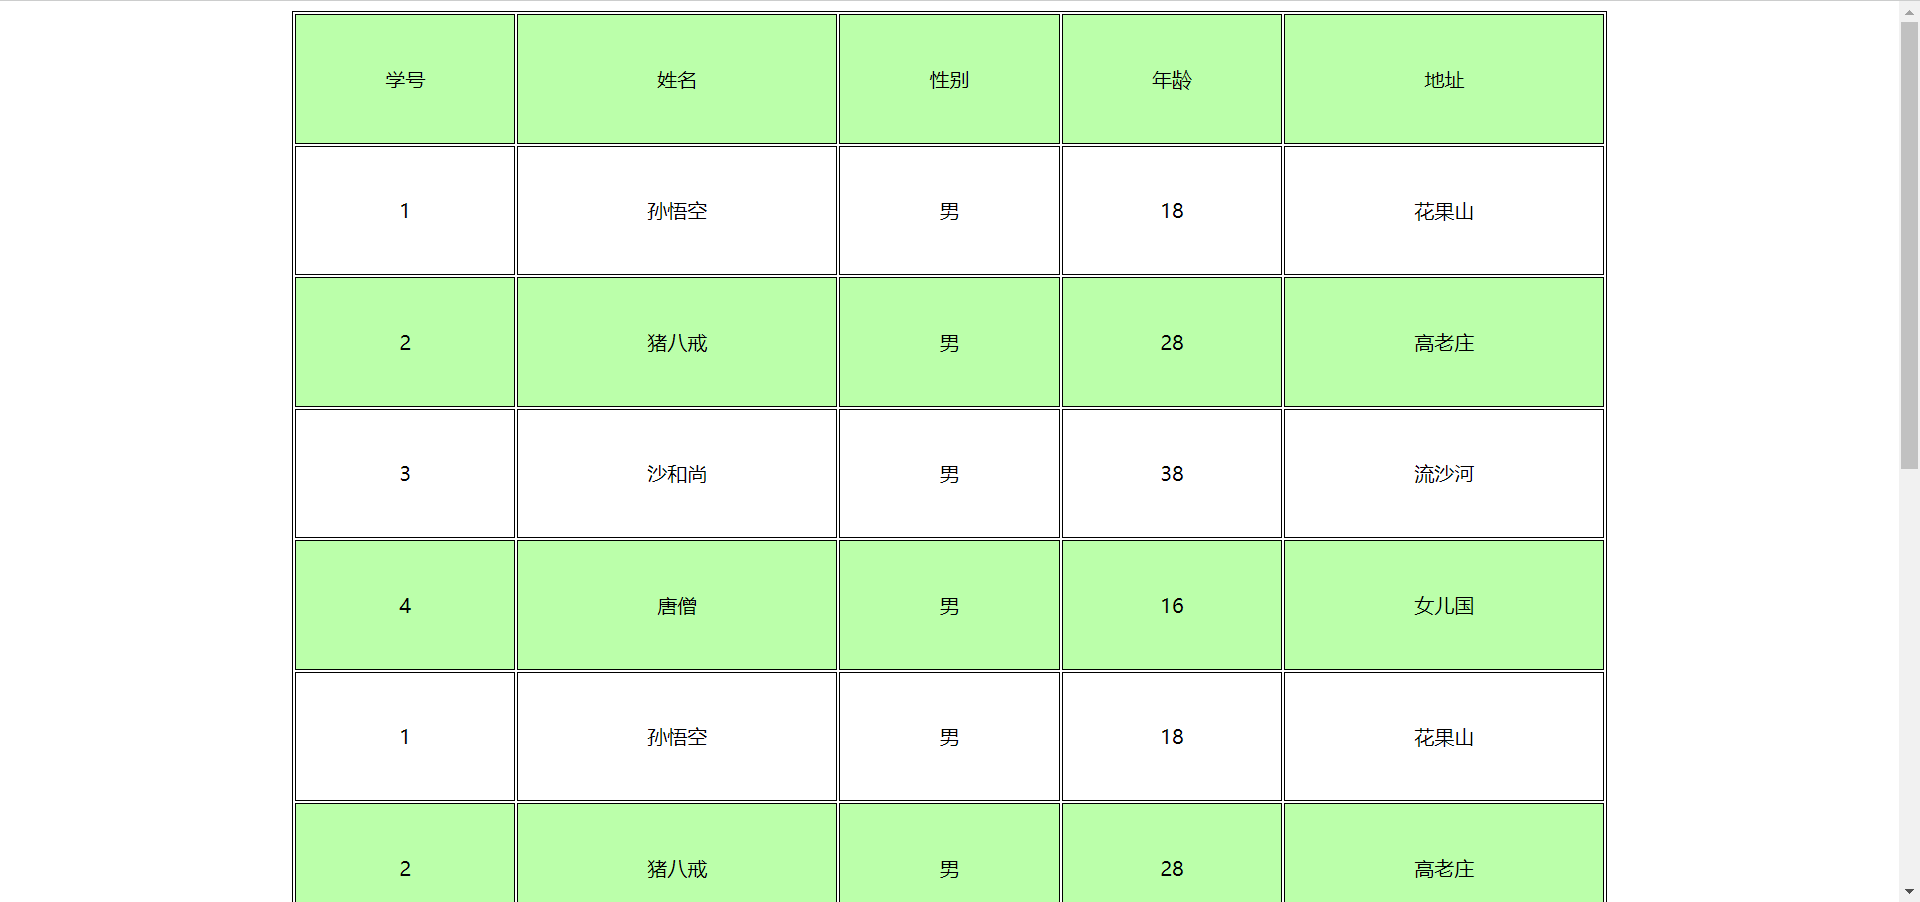 学号 姓名 性别 年龄 地址
1 孙悟空 男 18 花果山
2 猪八戒 男 28 高老庄
3 沙和尚 男 38 流沙河
4 唐僧 男 16 女儿国
1 孙悟空 男 18 花果山
2 猪八戒 男 28 高老庄